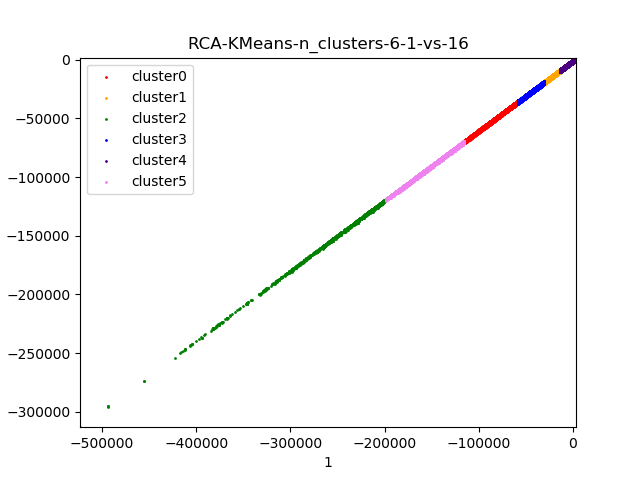 RCA-KMeans-n_clusters-6-1-vs-16
0
−50000
−100000
−150000
−200000
−250000
−300000
cluster0
cluster1
cluster2
cluster3
cluster4
cluster5
−500000 −400000 −300000 −200000 −100000 0
1